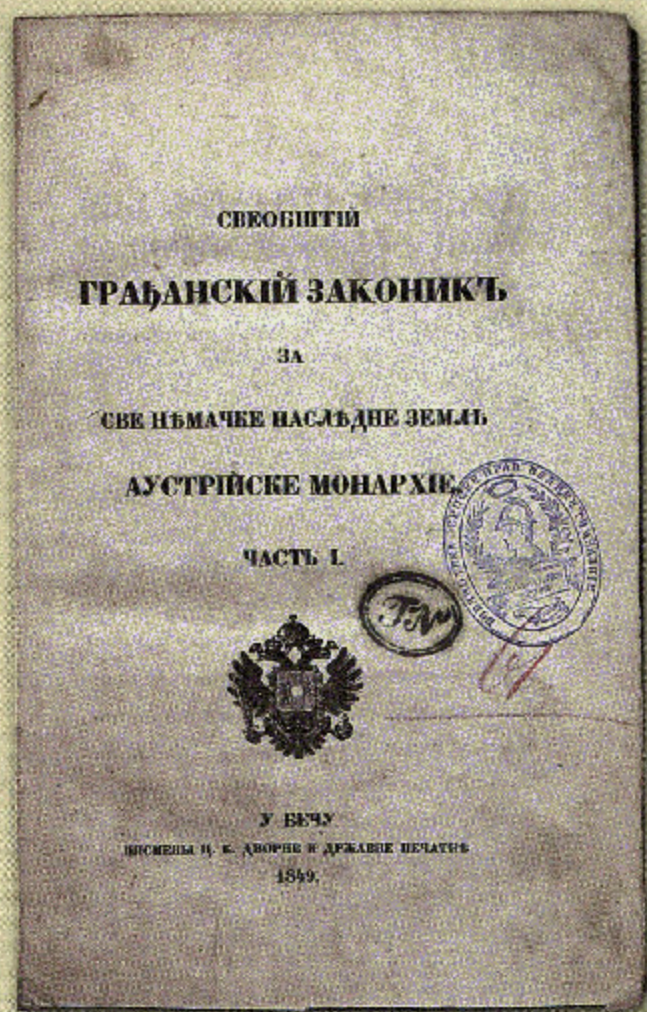 СВЕОБШТІЙ
ГРАЂАНСКІЙ ЗАКОНИКЪ
ЗА
СВЕ НѢМАЧКЕ НАСЛѢДНЕ ЗЕМЛѢ
АУСТРІЙСКЕ МОНАРХІЕ.
ЧАСТЬ I.
У БЕЧУ
ПИСМЕНЫ Ц. К. ДВОРНЕ И ДРЖАВНЕ ПЕЧАТНѢ
1849.